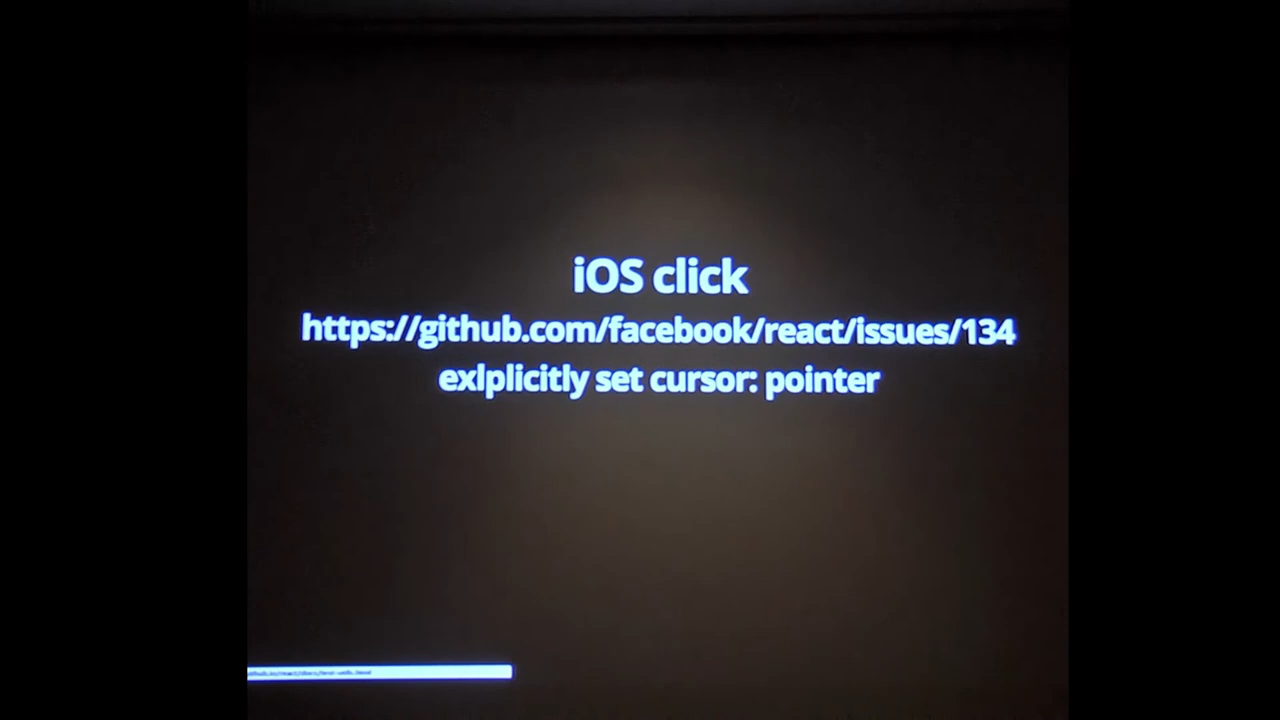 iOS click
https://github.com/facebook/react/issues/134
exlplicitly set cursor: pointer